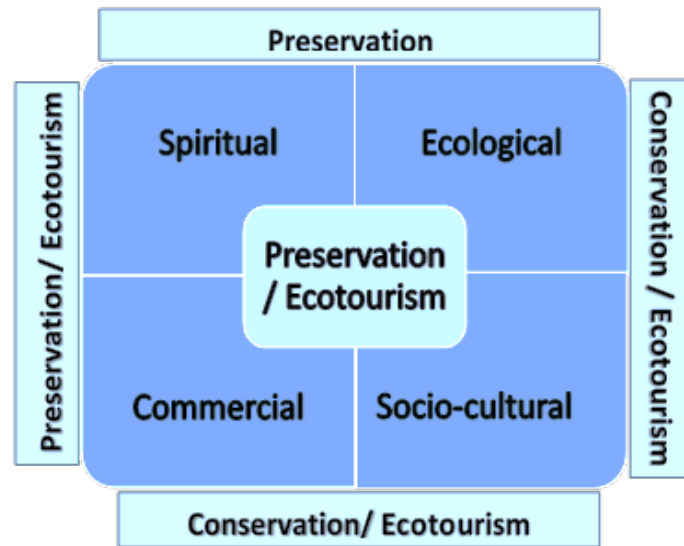 Preservation
Spiritual
Ecological
Preservation/ Ecotourism
Preservation
/ Ecotourism
Conservation / Ecotourism
Commercial
Socio-cultural
Conservation/ Ecotourism